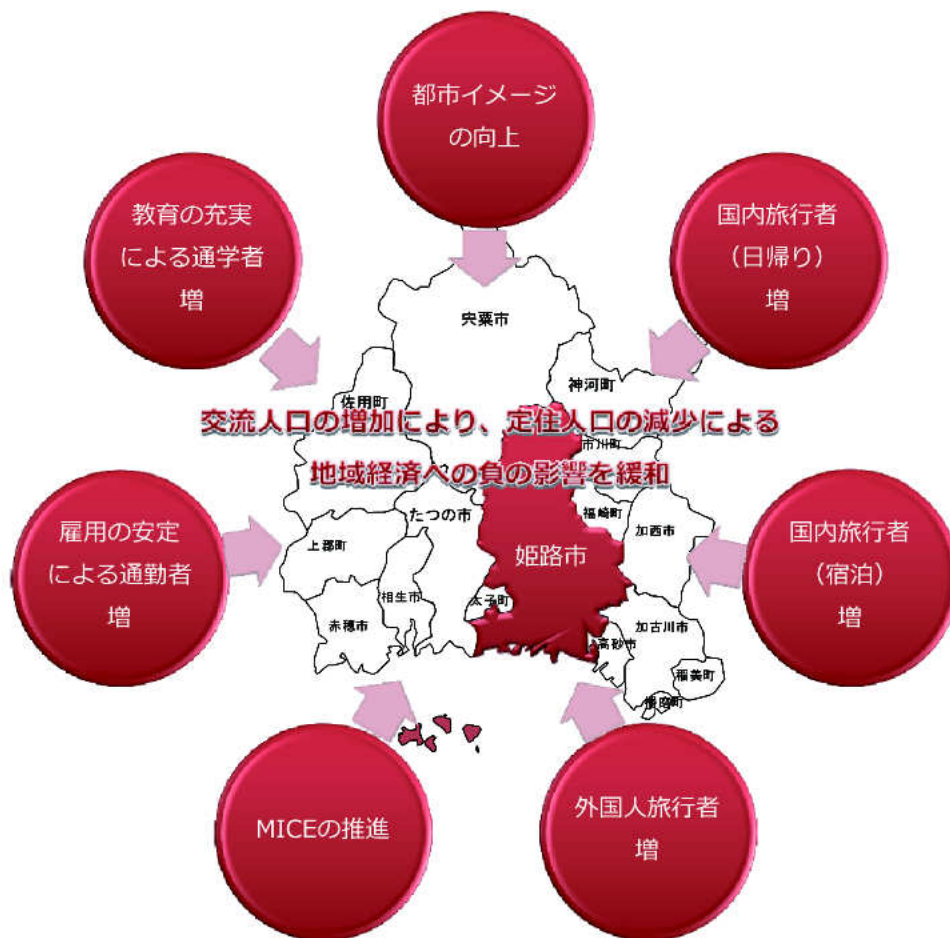 都市イメージ
の向上
教育の充実
による通学者
増
国内旅行者
（日帰り）
増
宍粟市
神河町
佐用町
交流人口の増加により、定住人口の減少による
市川町
地域経済への負の影響を緩和
たつの市
福崎町
加西市
雇用の安定
による通勤者
増
上郡町
姫路市
国内旅行者
（宿泊）
増
相生市
太子町
赤穂市
加古川市
高砂市
稲美町
播磨町
MICEの推進
外国人旅行者
増